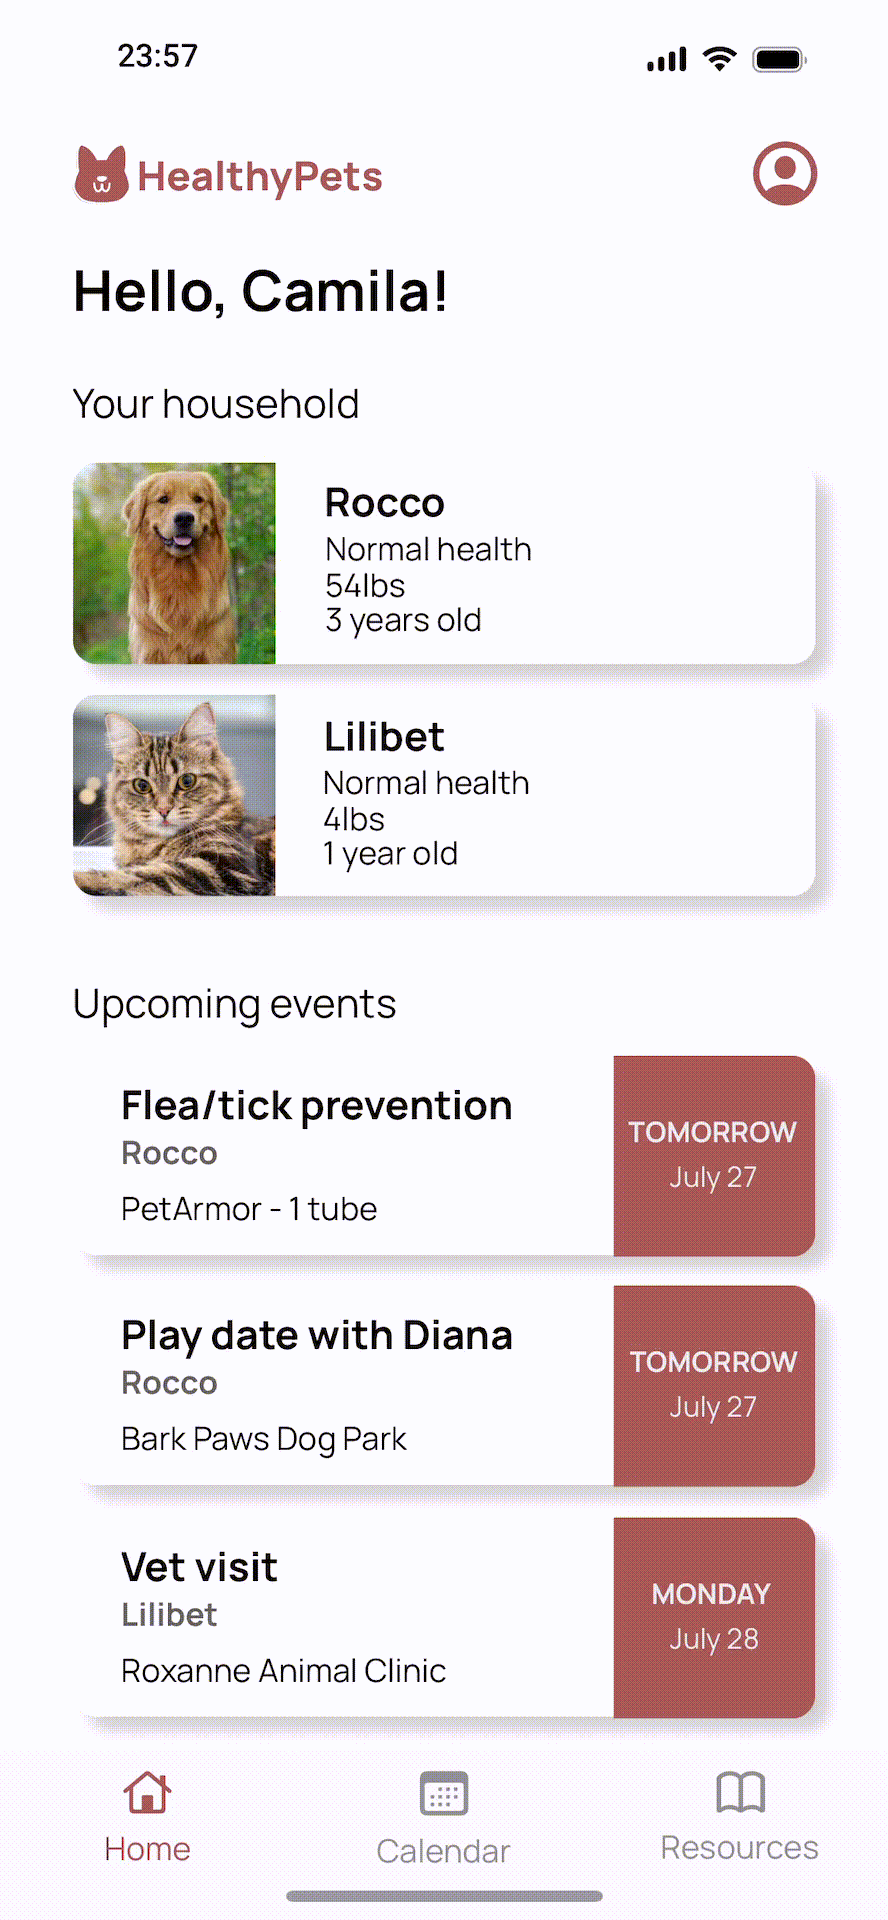 23:57
HealthyPets
Hello, Camila!
Your household
Rocco
Normal health
54lbs
3 years old
Lilibet
Normal health
4lbs
1 year old
Upcoming events
Flea/tick prevention
Rocco
PetArmor - 1 tube
TOMORROW
July 27
Play date with Diana
Rocco
Bark Paws Dog Park
TOMORROW
July 27
Vet visit
Lilibet
Roxanne Animal Clinic
MONDAY
July 28
Home
Calendar
Resources